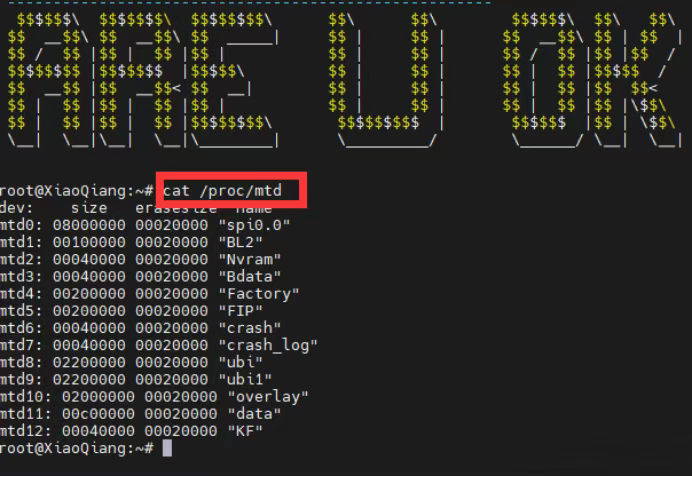 ARE U OK
root@XiaoQiang:~# cat /proc/mtd
dev:    size   erasesize  name
mtd0: 08000000 00020000 "spi0.0"
mtd1: 00100000 00020000 "BL2"
mtd2: 00040000 00020000 "Nvram"
mtd3: 00040000 00020000 "Bdata"
mtd4: 00200000 00020000 "Factory"
mtd5: 00200000 00020000 "FIP"
mtd6: 00040000 00020000 "crash"
mtd7: 00040000 00020000 "crash_log"
mtd8: 02200000 00020000 "ubi"
mtd9: 02200000 00020000 "ubi1"
mtd10: 02000000 00020000 "overlay"
mtd11: 00c00000 00020000 "data"
mtd12: 00040000 00020000 "KF"
root@XiaoQiang:~#